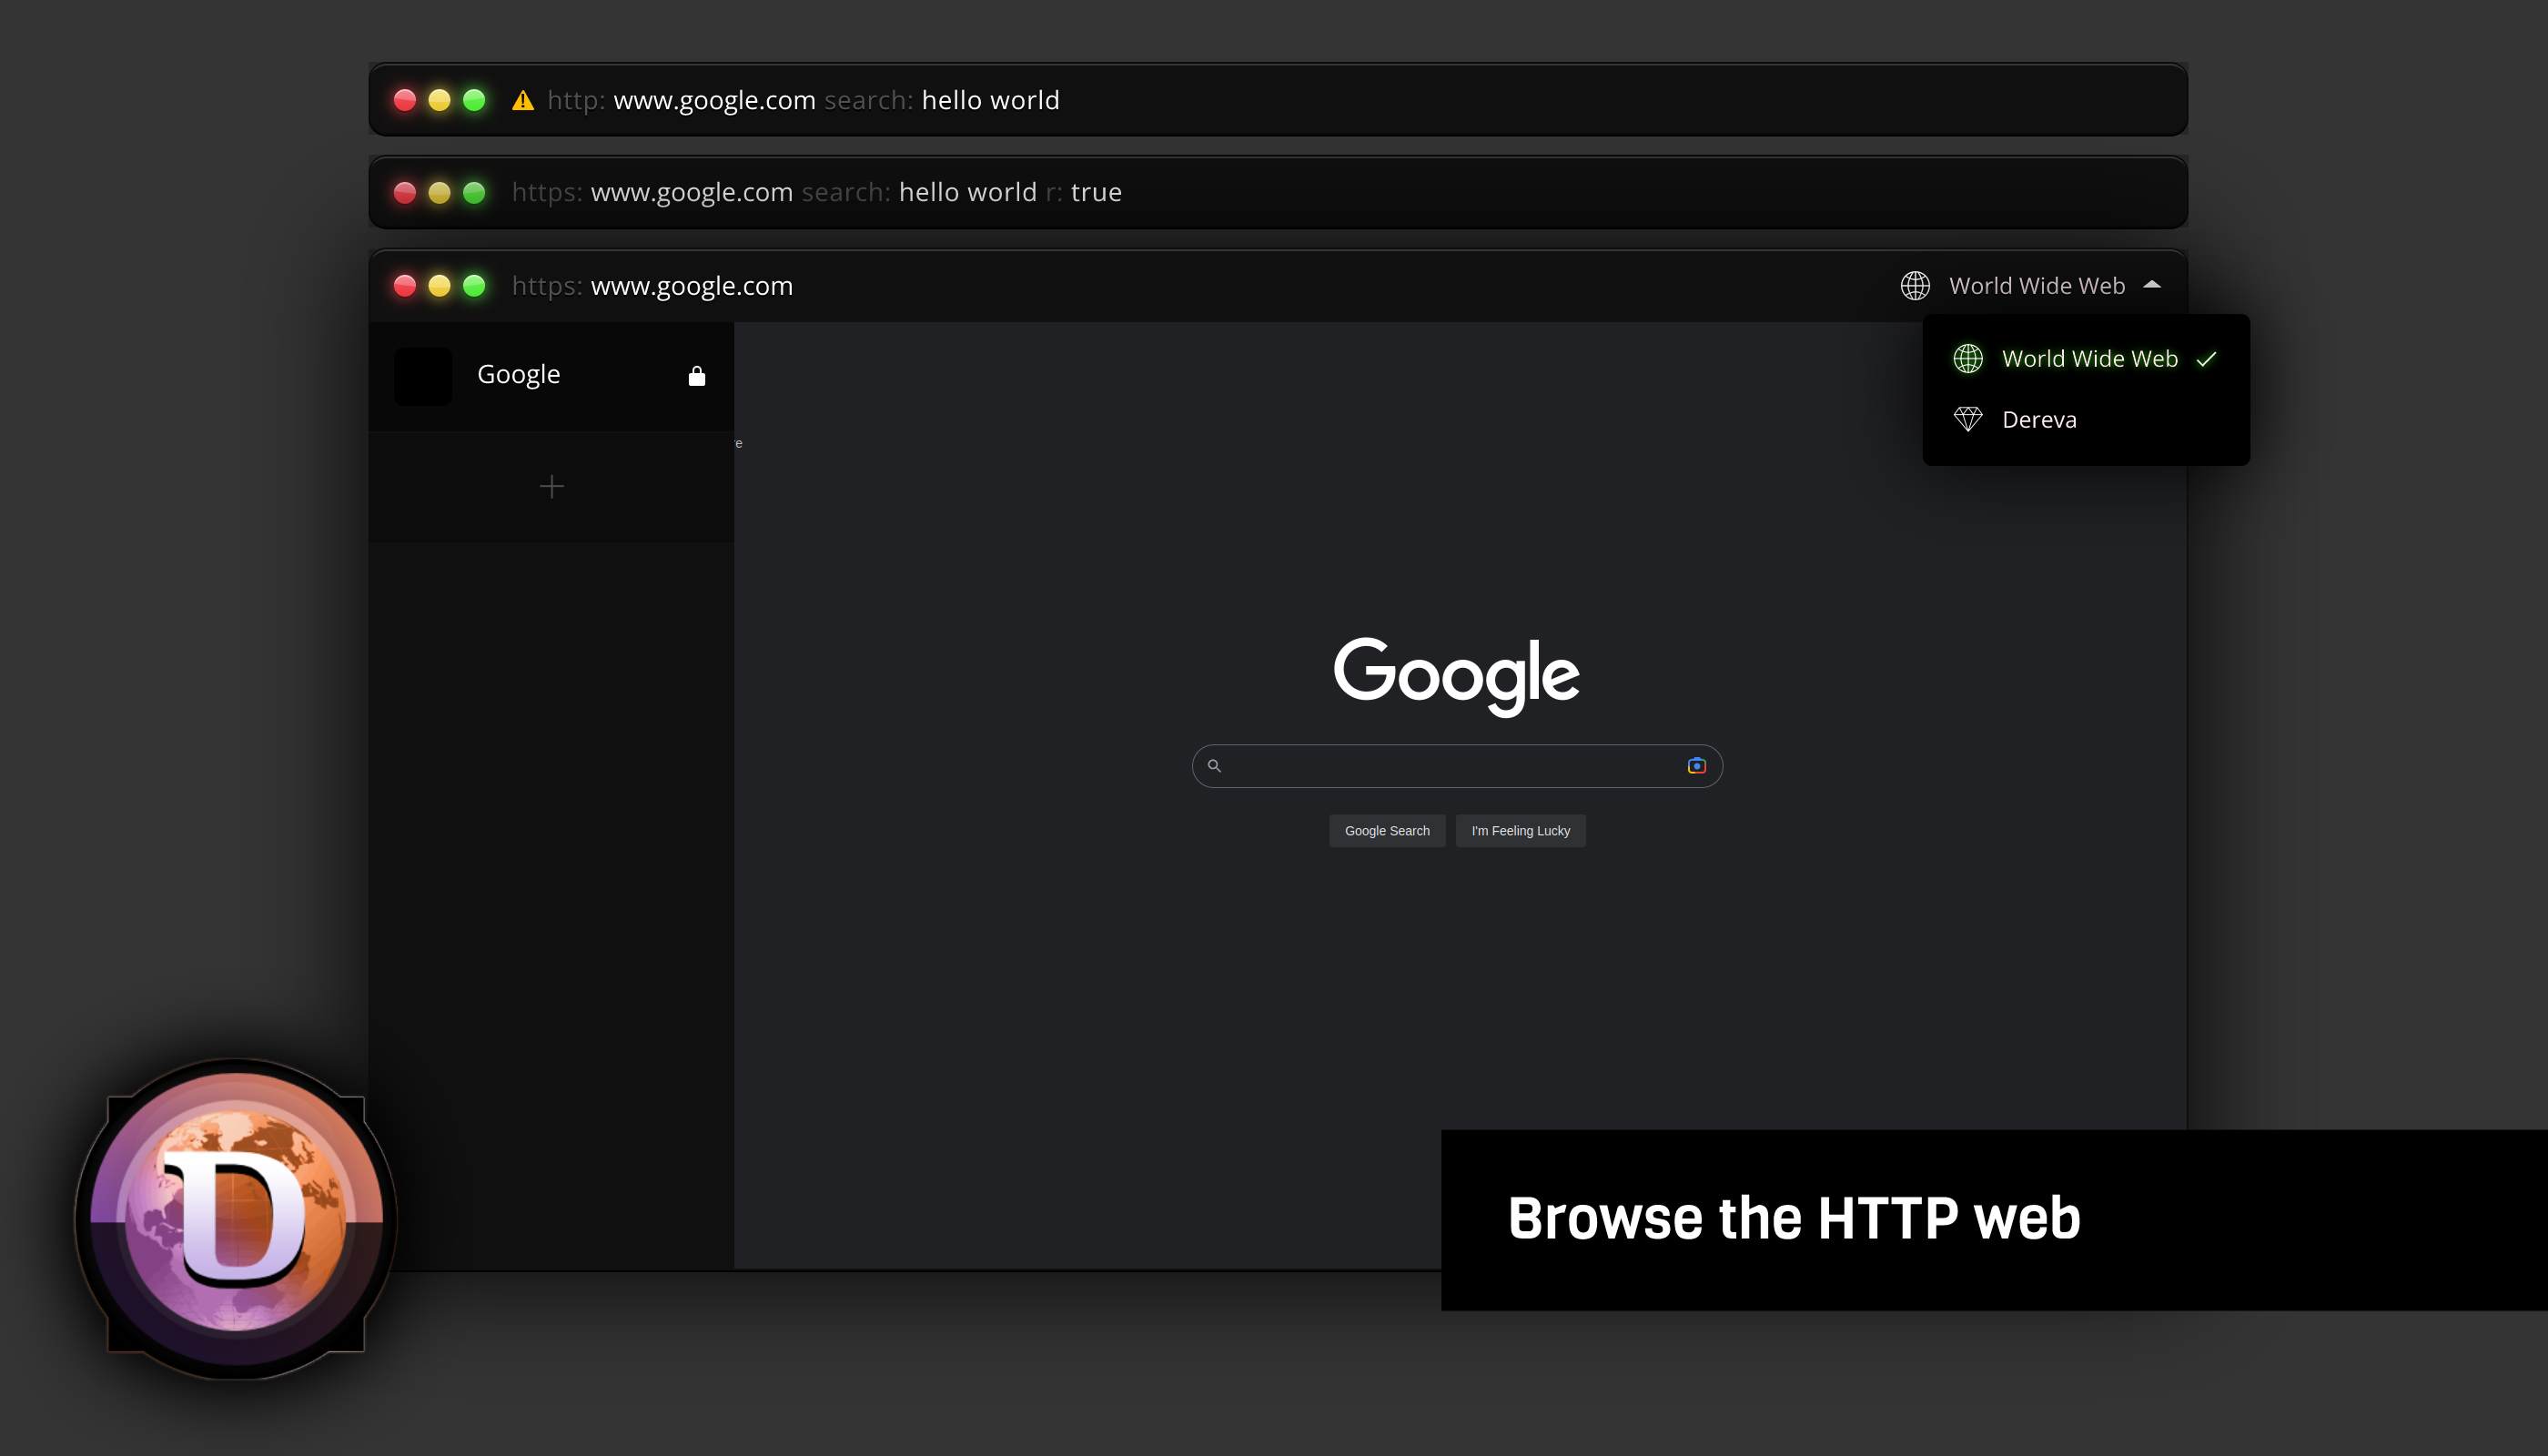 http: www.google.com search: hello world
https: www.google.com search: hello world r: true
https: www.google.com
World Wide Web
World Wide Web
Dereva
Google
Google
Google Search
I'm Feeling Lucky
D
Browse the HTTP web